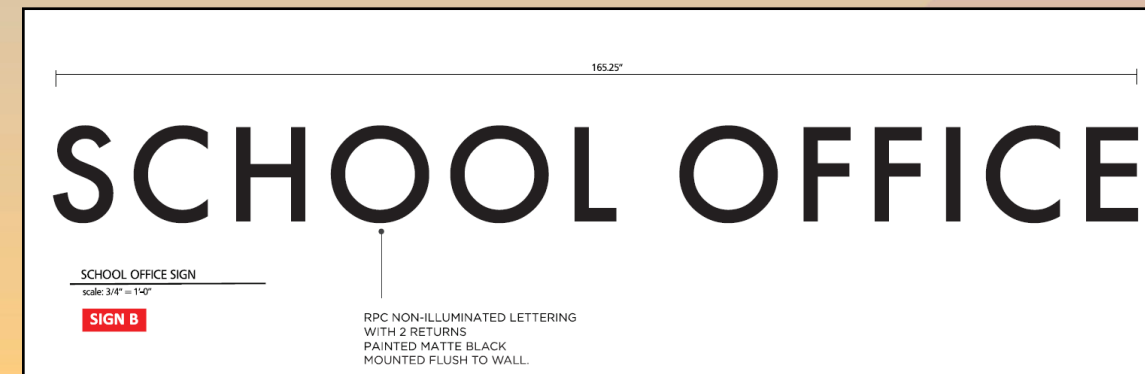 165.25"
SCHOOL OFFICE
SCHOOL OFFICE SIGN
scale: 3/4" = 1'-0"
SIGN B
RPC NON-ILLUMINATED LETTERING
WITH 2 RETURNS
PAINTED MATTE BLACK
MOUNTED FLUSH TO WALL.